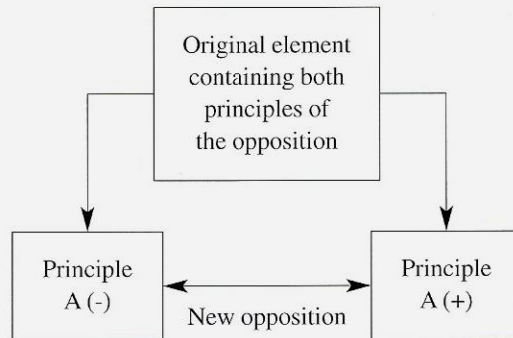 Original element
containing both
principles of
the opposition
Principle
A (-)
New opposition
Principle
A (+)